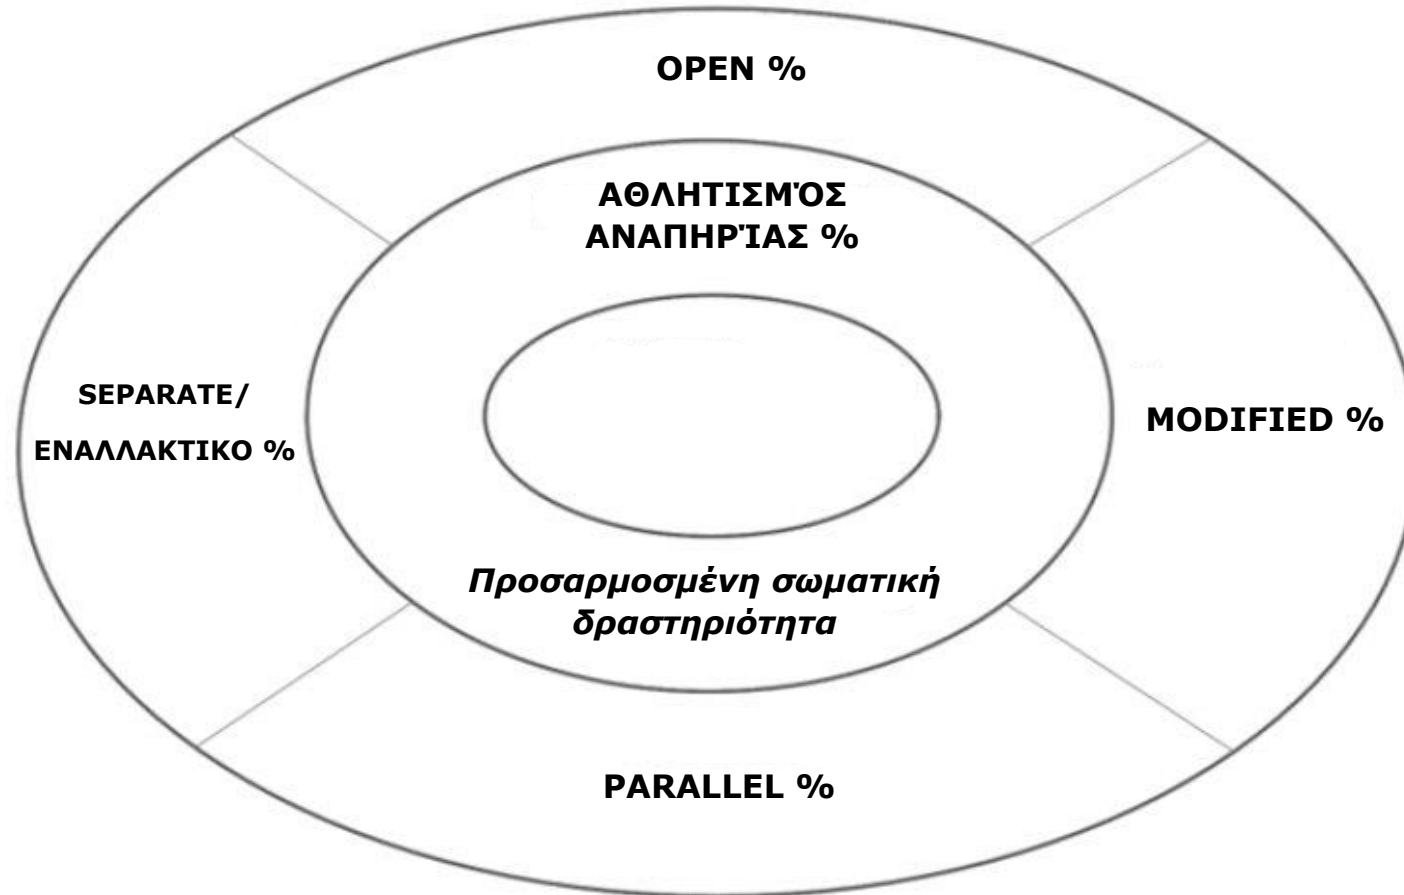 OPEN %
ΑΘΛΗΤΙΣΜΌΣ
ΑΝΑΠΗΡΊΑΣ %
SEPARATE/
ΕΝΑΛΛΑΚΤΙΚΟ %
MODIFIED %
Προσαρμοσμένη σωματική
δραστηριότητα
PARALLEL %